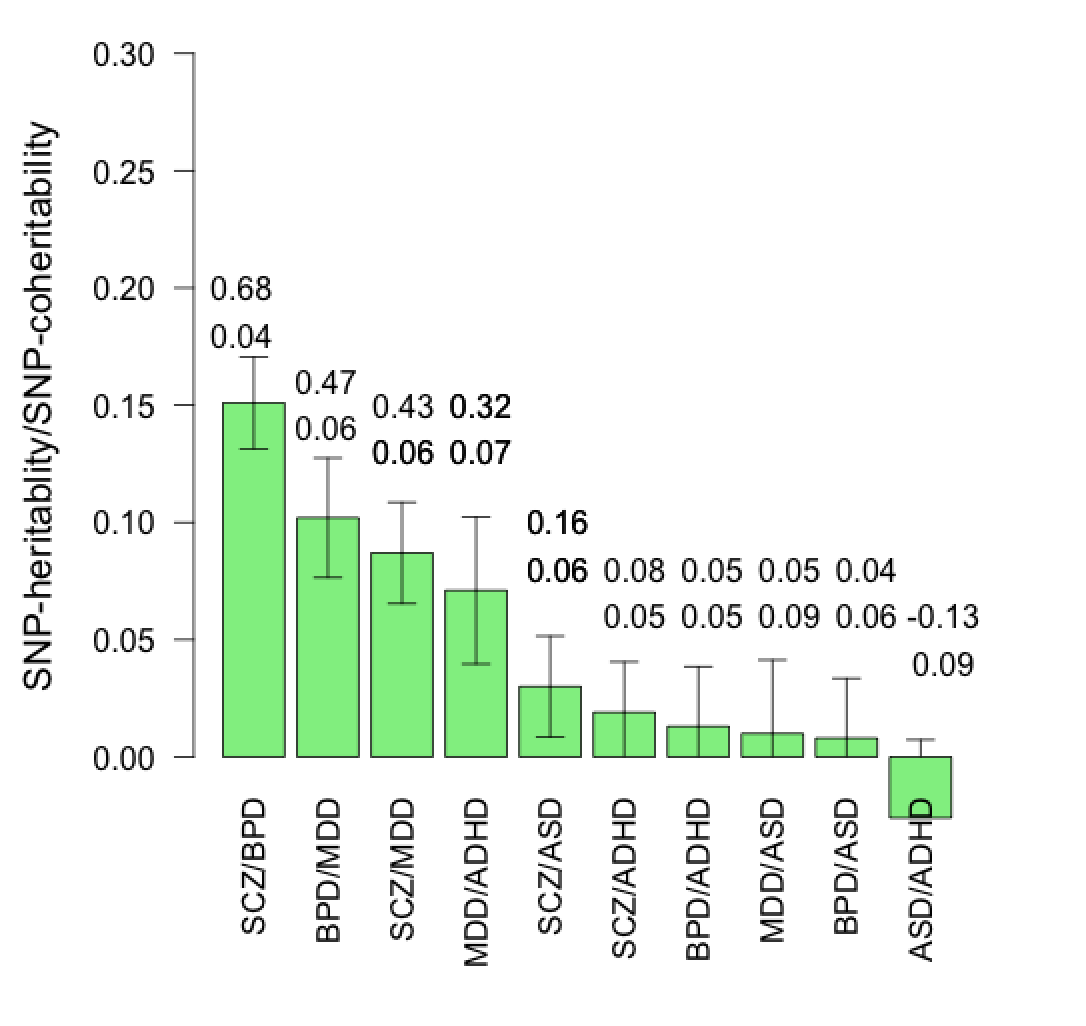 SNP-heritablity/SNP-coheritability
0.30
0.25
0.20
0.15
0.10
0.05
0.00
0.68
0.04
0.47
0.06
0.43
0.06
0.32
0.07
0.16
0.06
0.08
0.05
0.05
0.05
0.05
0.09
0.04
0.06
-0.13
0.09
SCZ/BPD
BPD/MDD
SCZ/MDD
MDD/ADHD
SCZ/ASD
SCZ/ADHD
BPD/ADHD
MDD/ASD
BPD/ASD
ASD/ADHD